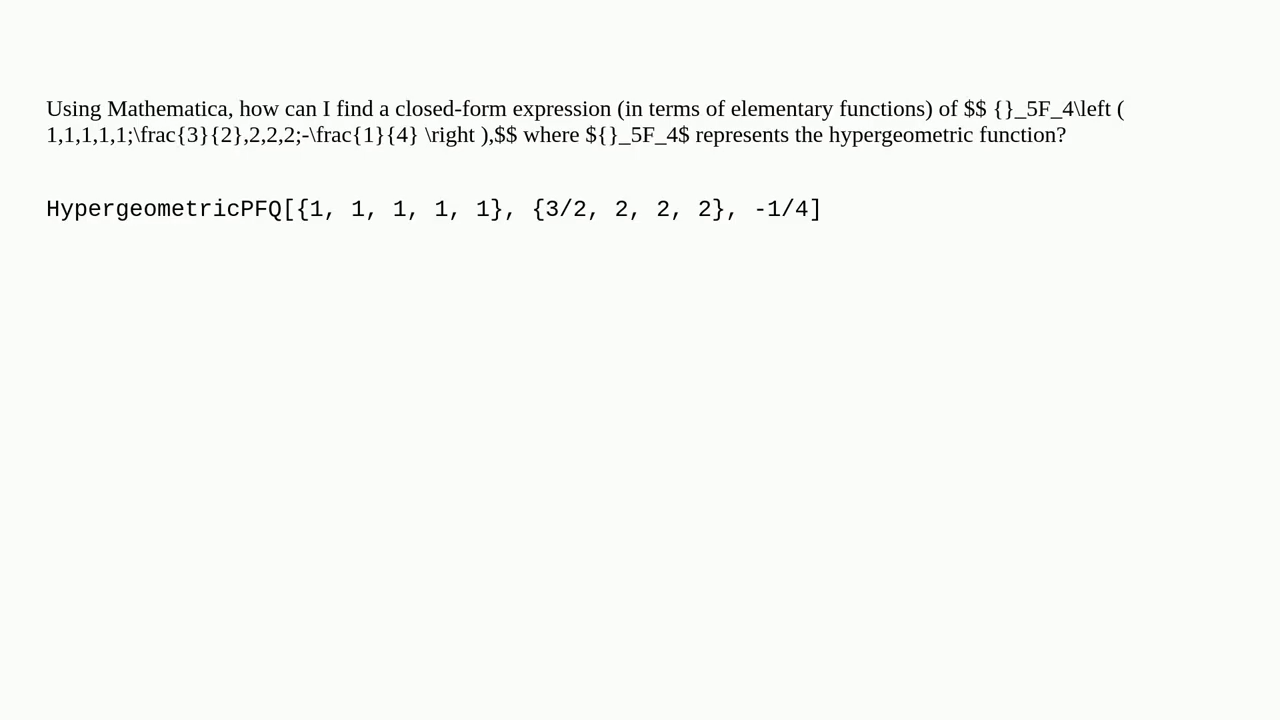 Using Mathematica, how can I find a closed-form expression (in terms of elementary functions) of $$ {}_5F_4\left (
1,1,1,1,1;\frac{3}{2},2,2,2;-\frac{1}{4} \right ),$$ where ${}_5F_4$ represents the hypergeometric function?
HypergeometricPFQ[{1, 1, 1, 1, 1}, {3/2, 2, 2, 2}, -1/4]